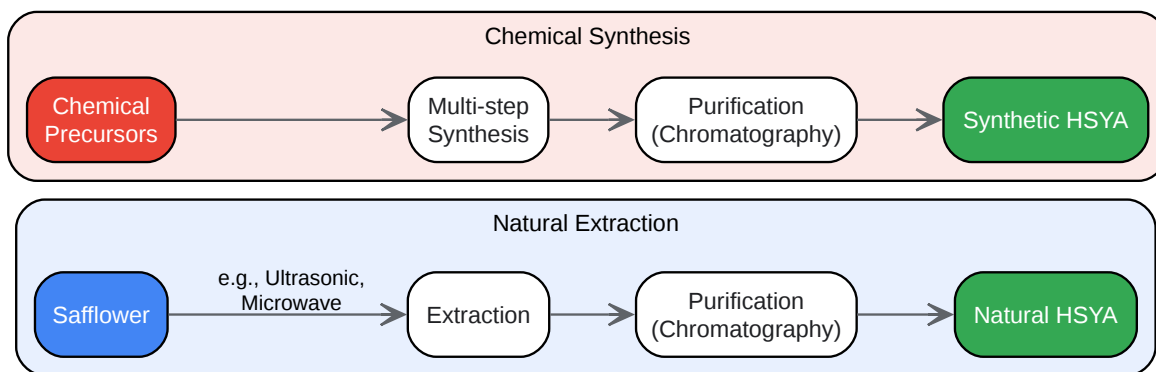 Chemical Synthesis
Chemical
Precursors
Multi-step
Synthesis
Purification
(Chromatography)
Synthetic HSYA
Natural Extraction
Safflower
e.g., Ultrasonic,
Microwave
Extraction
Purification
(Chromatography)
Natural HSYA